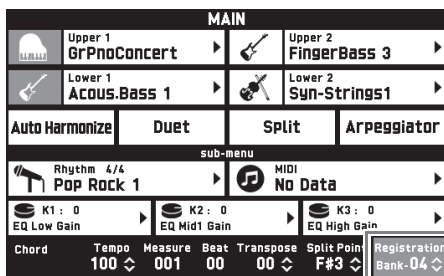 MAIN
Upper 1
GrPnoConcert
Upper 2
FingerBass 3
Lower 1
Acous.Bass 1
Lower 2
Syn-Strings1
Auto Harmonize
Duet
Split
Arpeggiator
sub-menu
Rhythm 4/4
Pop Rock 1
MIDI
No Data
K1 : 0
EQ Low Gain
K2 : 0
EQ Mid1 Gain
K3 : 0
EQ High Gain
Chord Tempo Measure Beat Transpose Split Point Registration
100 001 00 00 F#3 Bank-04